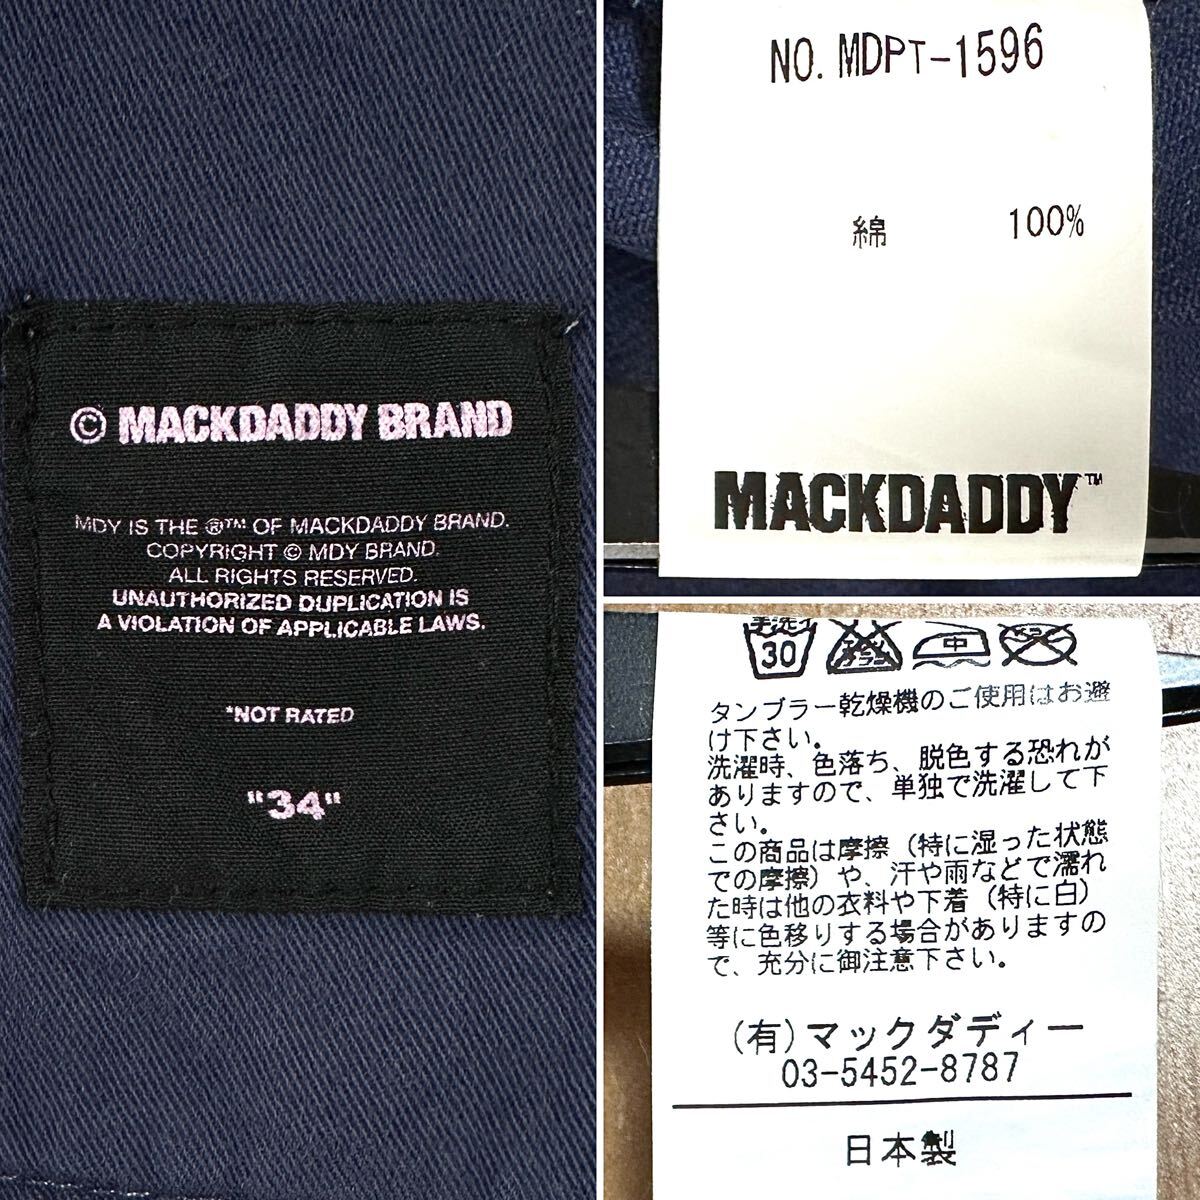 © MACKDADDY BRAND
MDY IS THE ®™ OF MACKDADDY BRAND.
COPYRIGHT © MDY BRAND.
ALL RIGHTS RESERVED.
UNAUTHORIZED DUPLICATION IS
A VIOLATION OF APPLICABLE LAWS.
*NOT RATED
"34"
NO. MDPT-1596
綿 100%
MACKDADDY™
手洗イ
30 中
タンブラー乾燥機のご使用はお避
け下さい。
洗濯時、色落ち、脱色する恐れが
ありますので、単独で洗濯して下
さい。
この商品は摩擦（特に湿った状態
での摩擦）や、汗や雨などで濡れ
た時は他の衣料や下着（特に白）
等に色移りする場合がありますの
で、充分に御注意下さい。
(有)マックダディー
03-5452-8787
日本製